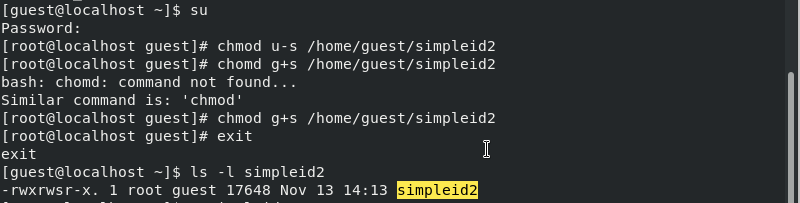 [guest@localhost ~]$ su
Password:
[root@localhost guest]# chmod u-s /home/guest/simpleid2
[root@localhost guest]# chomd g+s /home/guest/simpleid2
bash: chomd: command not found...
Similar command is: 'chmod'
[root@localhost guest]# chmod g+s /home/guest/simpleid2
[root@localhost guest]# exit
exit
[guest@localhost ~]$ ls -l simpleid2
-rwxrwsr-x. 1 root guest 17648 Nov 13 14:13 simpleid2